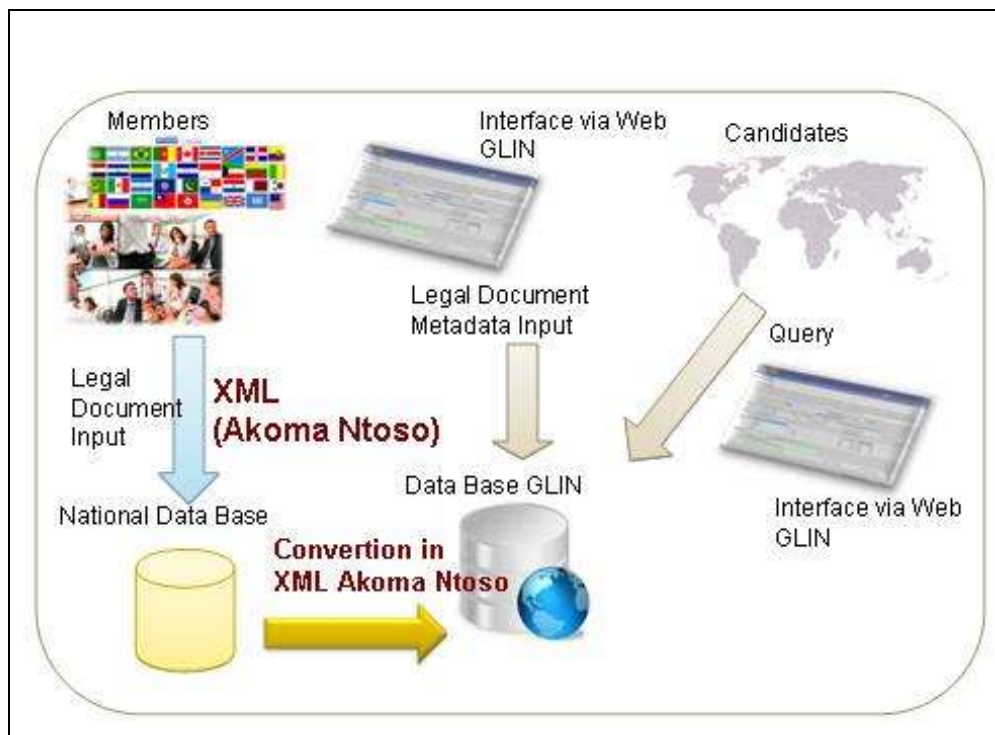 Members
Interface via Web
GLIN
Candidates
Legal Document
Metadata Input
Query
Legal
Document
Input
XML
(Akoma Ntoso)
Interface via Web
GLIN
National Data Base
Data Base GLIN
Convertion in
XML Akoma Ntoso